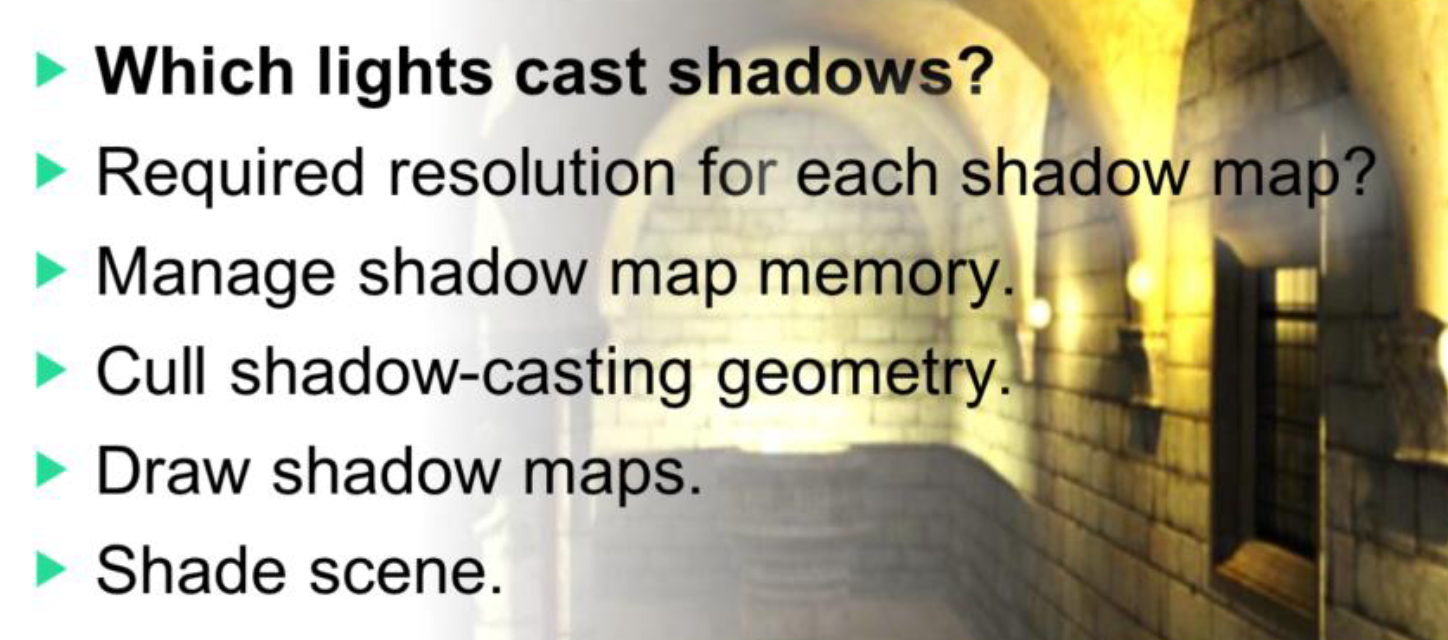 Which lights cast shadows?
Required resolution for each shadow map?
Manage shadow map memory.
Cull shadow-casting geometry.
Draw shadow maps.
Shade scene.